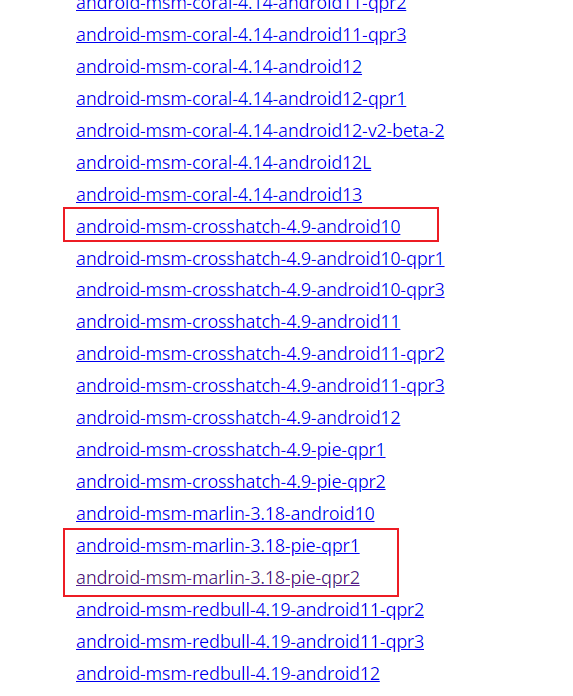 android-msm-coral-4.14-android11-qpr2
android-msm-coral-4.14-android11-qpr3
android-msm-coral-4.14-android12
android-msm-coral-4.14-android12-qpr1
android-msm-coral-4.14-android12-v2-beta-2
android-msm-coral-4.14-android12L
android-msm-coral-4.14-android13
android-msm-crosshatch-4.9-android10
android-msm-crosshatch-4.9-android10-qpr1
android-msm-crosshatch-4.9-android10-qpr3
android-msm-crosshatch-4.9-android11
android-msm-crosshatch-4.9-android11-qpr2
android-msm-crosshatch-4.9-android11-qpr3
android-msm-crosshatch-4.9-android12
android-msm-crosshatch-4.9-pie-qpr1
android-msm-crosshatch-4.9-pie-qpr2
android-msm-marlin-3.18-android10
android-msm-marlin-3.18-pie-qpr1
android-msm-marlin-3.18-pie-qpr2
android-msm-redbull-4.19-android11-qpr2
android-msm-redbull-4.19-android11-qpr3
android-msm-redbull-4.19-android12